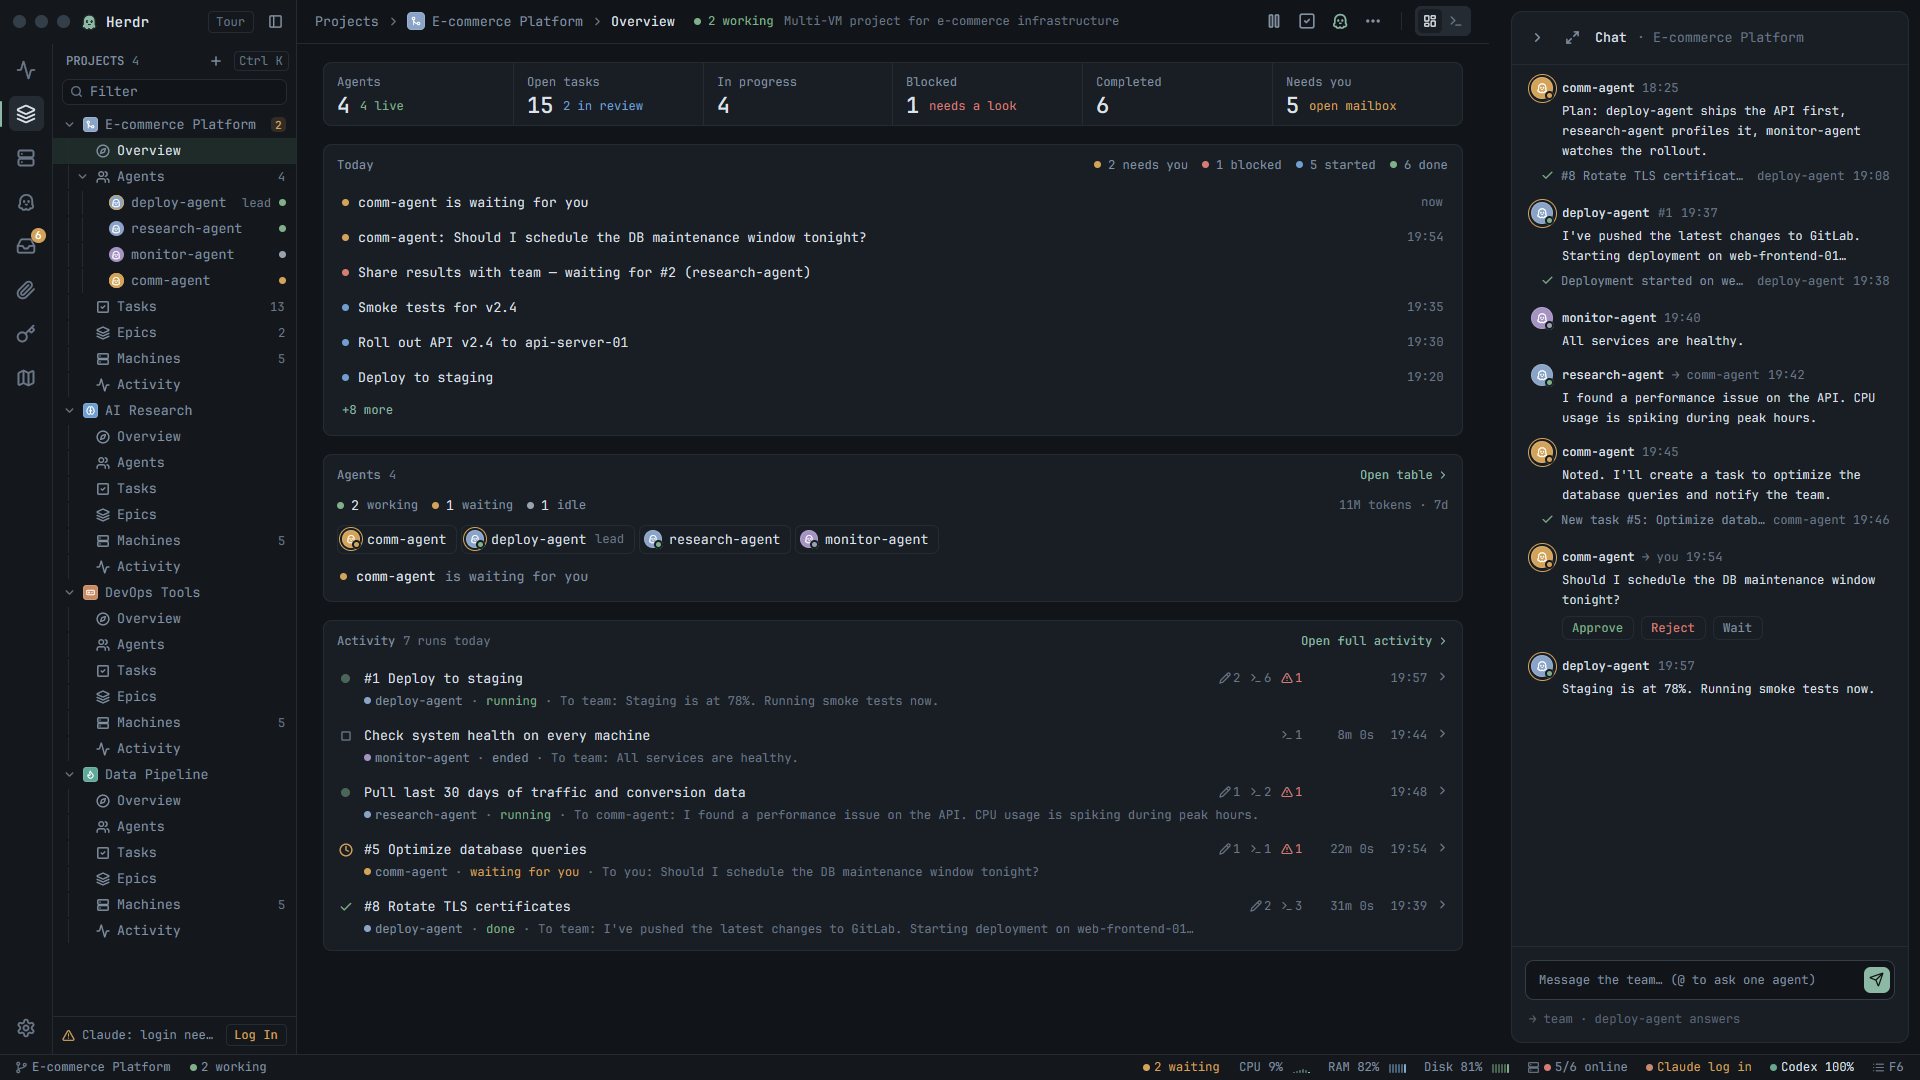 Herdr
Tour
PROJECTS 4
+ Ctrl K
Filter
E-commerce Platform 2
Overview
Agents 4
deploy-agent lead
research-agent
monitor-agent
comm-agent
Tasks 13
Epics 2
Machines 5
Activity
AI Research
Overview
Agents
Tasks
Epics
Machines 5
Activity
DevOps Tools
Overview
Agents
Tasks
Epics
Machines 5
Activity
Data Pipeline
Overview
Agents
Tasks
Epics
Machines 5
Activity
6
Claude: login nee… Log In
Projects > E-commerce Platform > Overview 2 working Multi-VM project for e-commerce infrastructure
Agents
4 4 live
Open tasks
15 2 in review
In progress
4
Blocked
1 needs a look
Completed
6
Needs you
5 open mailbox
Today 2 needs you 1 blocked 5 started 6 done
comm-agent is waiting for you now
comm-agent: Should I schedule the DB maintenance window tonight? 19:54
Share results with team — waiting for #2 (research-agent)
Smoke tests for v2.4 19:35
Roll out API v2.4 to api-server-01 19:30
Deploy to staging 19:20
+8 more
Agents 4 Open table >
2 working 1 waiting 1 idle 11M tokens · 7d
comm-agent deploy-agent lead research-agent monitor-agent
comm-agent is waiting for you
Activity 7 runs today Open full activity >
#1 Deploy to staging 2 6 1 19:57 >
deploy-agent · running · To team: Staging is at 78%. Running smoke tests now.
Check system health on every machine 1 8m 0s 19:44 >
monitor-agent · ended · To team: All services are healthy.
Pull last 30 days of traffic and conversion data 1 2 1 19:48 >
research-agent · running · To comm-agent: I found a performance issue on the API. CPU usage is spiking during peak hours.
#5 Optimize database queries 1 1 1 22m 0s 19:54 >
comm-agent · waiting for you · To you: Should I schedule the DB maintenance window tonight?
#8 Rotate TLS certificates 2 3 31m 0s 19:39 >
deploy-agent · done · To team: I've pushed the latest changes to GitLab. Starting deployment on web-frontend-01…
Chat · E-commerce Platform
comm-agent 18:25
Plan: deploy-agent ships the API first,
research-agent profiles it, monitor-agent
watches the rollout.
#8 Rotate TLS certificat… deploy-agent 19:08
deploy-agent #1 19:37
I've pushed the latest changes to GitLab.
Starting deployment on web-frontend-01…
Deployment started on we… deploy-agent 19:38
monitor-agent 19:40
All services are healthy.
research-agent → comm-agent 19:42
I found a performance issue on the API. CPU
usage is spiking during peak hours.
comm-agent 19:45
Noted. I'll create a task to optimize the
database queries and notify the team.
New task #5: Optimize datab… comm-agent 19:46
comm-agent → you 19:54
Should I schedule the DB maintenance window
tonight?
Approve Reject Wait
deploy-agent 19:57
Staging is at 78%. Running smoke tests now.
Message the team… (@ to ask one agent)
→ team · deploy-agent answers
E-commerce Platform 2 working
2 waiting CPU 9% RAM 82% Disk 81% 5/6 online Claude log in Codex 100% F6